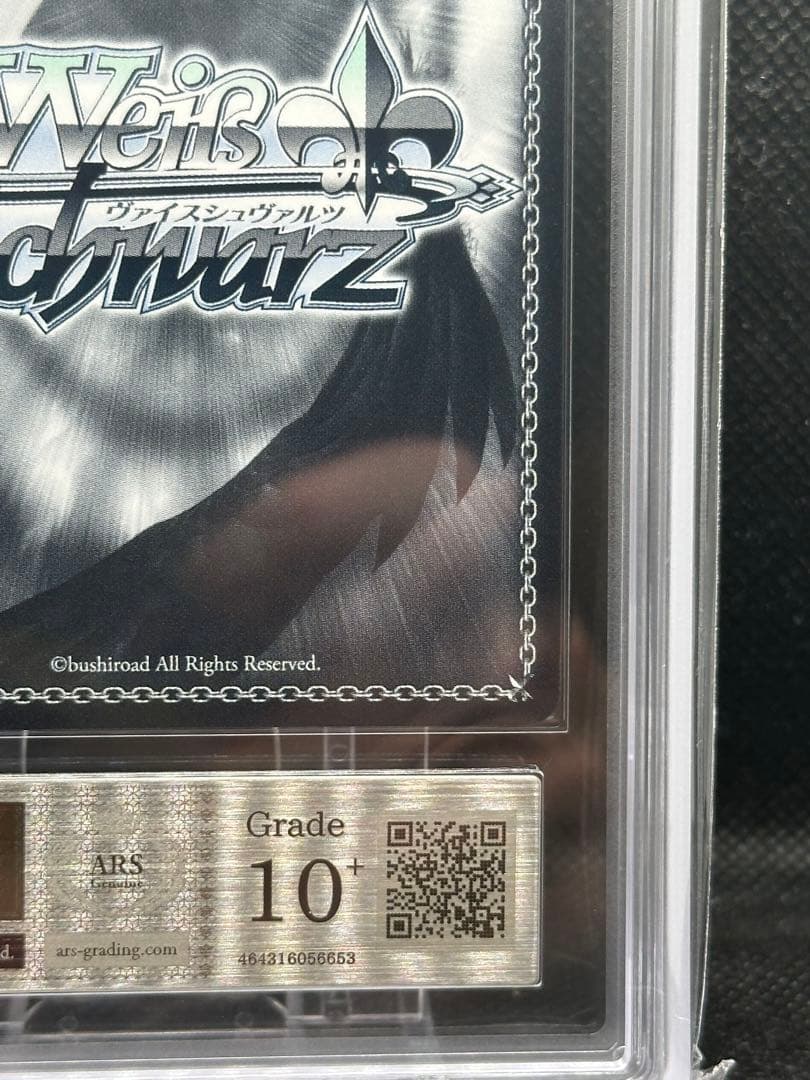 Weiß
ヴァイスシュヴァルツ
chwarz
©bushiroad All Rights Reserved.
Grade
ARS
Genuine
10+
d.
ars-grading.com
464316056653